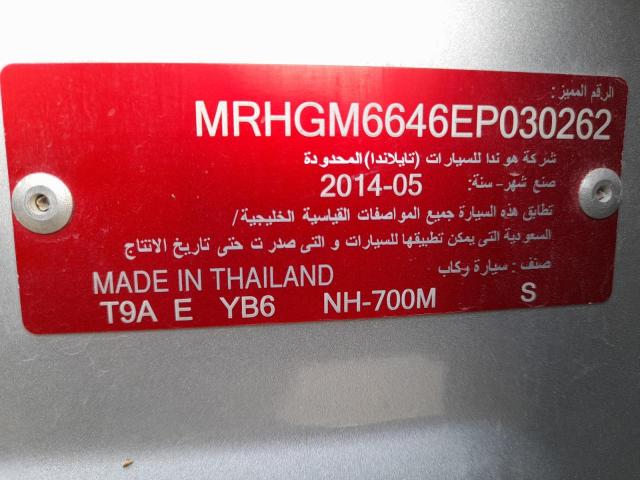 الرقم المميز :
MRHGM6646EP030262
شركة هوندا للسيارات (تايلاندا) المحدودة
صنع شهر- سنة: 2014-05
تطابق هذه السيارة جميع المواصفات القياسية الخليجية/
السعودية التى يمكن تطبيقها للسيارات و التى صدرت حتى تاريخ الانتاج
صنف : سيارة وكاب
MADE IN THAILAND
T9A E YB6 NH-700M S